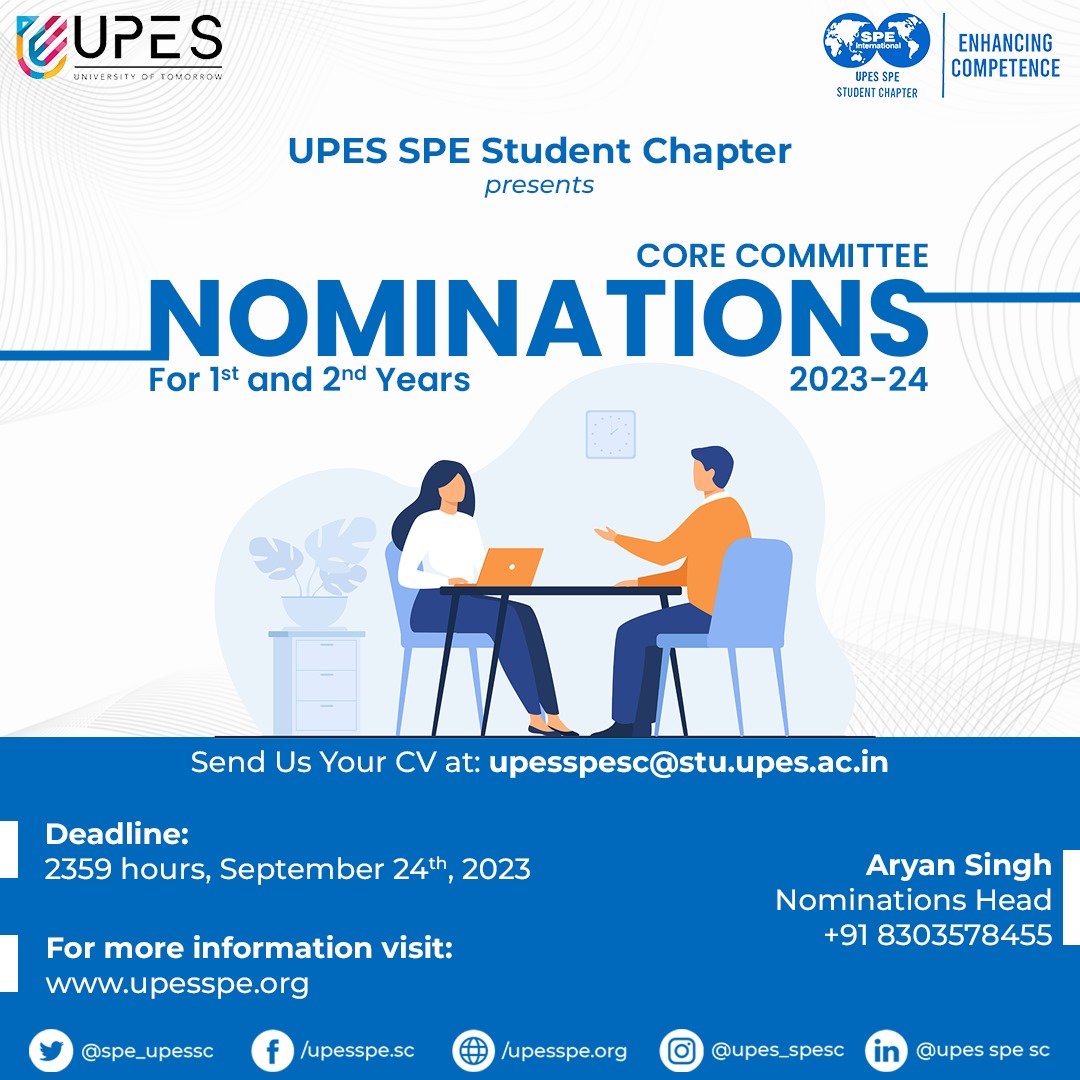 UPES
UNIVERSITY OF TOMORROW
SPE
International
UPES SPE
STUDENT CHAPTER
ENHANCING
COMPETENCE
UPES SPE Student Chapter
presents
CORE COMMITTEE
NOMINATIONS
For 1st and 2nd Years
2023-24
Send Us Your CV at: upesspesc@stu.upes.ac.in
Deadline:
2359 hours, September 24th, 2023
Aryan Singh
Nominations Head
+91 8303578455
For more information visit:
www.upesspe.org
@spe_upessc
/upesspe.sc
/upesspe.org
@upes_spesc
@upes spe sc